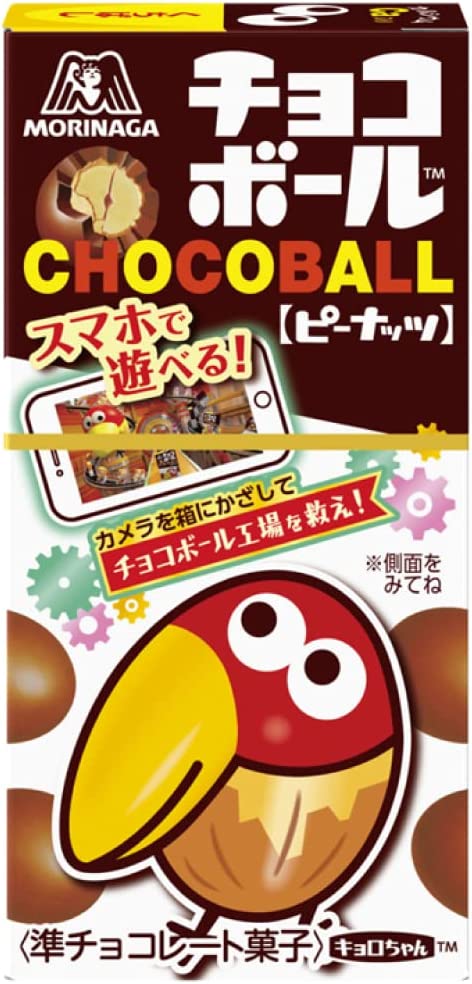 MORINAGA
チョコ
ボール™
CHOCOBALL
【ピーナッツ】
スマホで
遊べる!
カメラを箱にかざして
チョコボール工場を救え!
※側面を
みてね
〈準チョコレート菓子〉キョロちゃん™